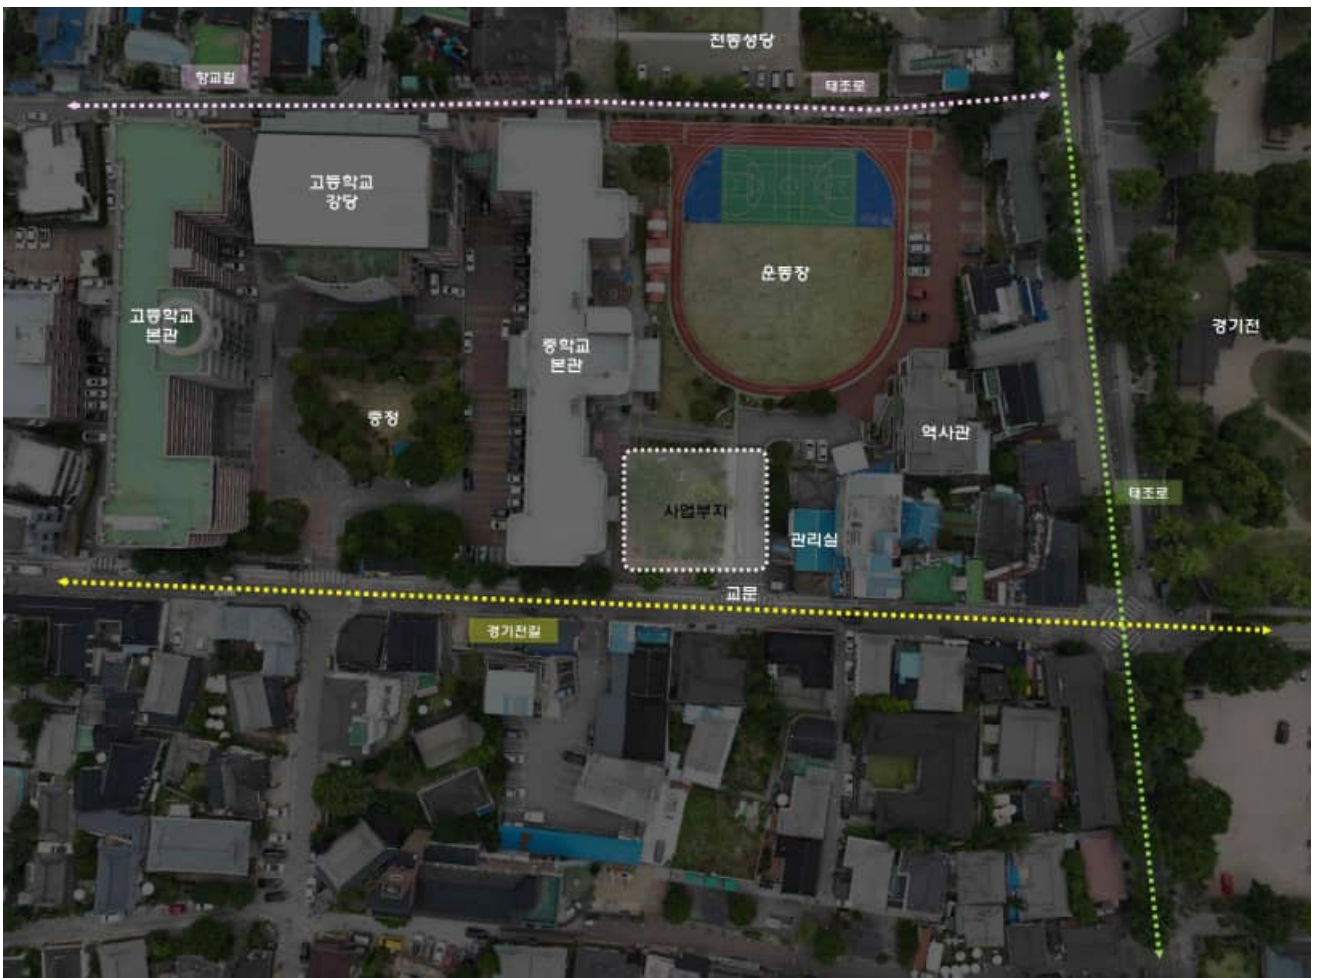 전동성당
향교길
태조로
고등학교
강당
운동장
고등학교
본관
경기전
중학교
본관
중정
역사관
태조로
사업부지
관리실
교문
경기전길